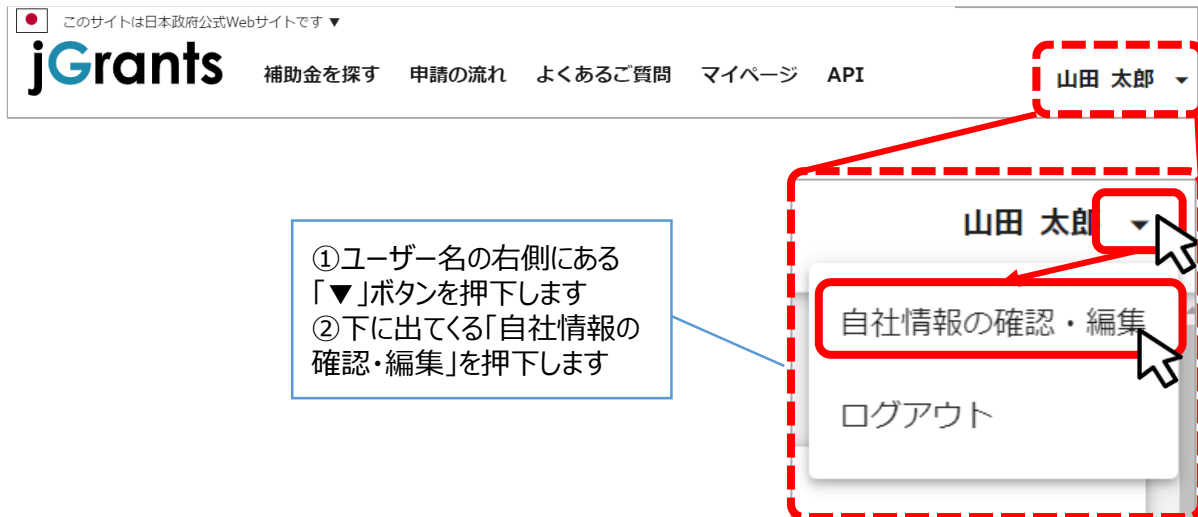 このサイトは日本政府公式Webサイトです ▼
jGrants 補助金を探す 申請の流れ よくあるご質問 マイページ API 山田 太郎 ▼
山田 太郎 ▼
①ユーザー名の右側にある
「▼」ボタンを押下します
②下に出てくる「自社情報の
確認・編集」を押下します
自社情報の確認・編集
ログアウト